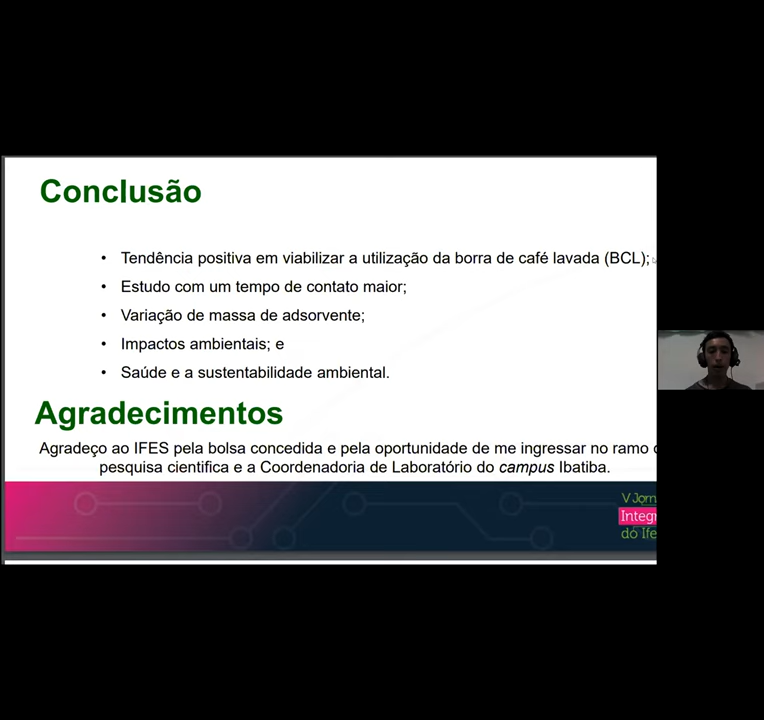 Conclusão
• Tendência positiva em viabilizar a utilização da borra de café lavada (BCL);
• Estudo com um tempo de contato maior;
• Variação de massa de adsorvente;
• Impactos ambientais; e
• Saúde e a sustentabilidade ambiental.
Agradecimentos
Agradeço ao IFES pela bolsa concedida e pela oportunidade de me ingressar no ramo
pesquisa cientifica e a Coordenadoria de Laboratório do campus Ibatiba.
V Jorn
Integr
do Ife